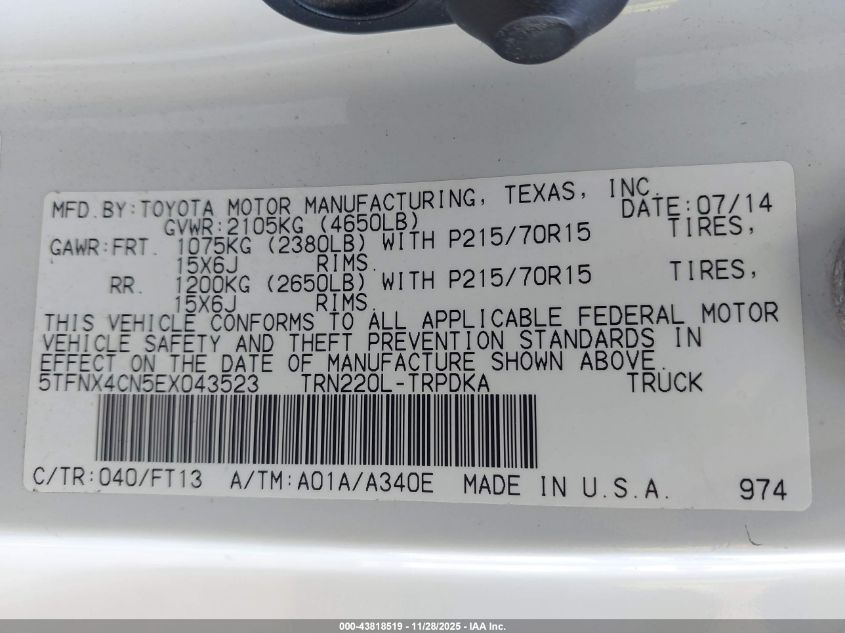 MFD.BY:TOYOTA MOTOR MANUFACTURING, TEXAS, INC.
GVWR:2105KG (4650LB) DATE:07/14
GAWR:FRT. 1075KG (2380LB) WITH P215/70R15 TIRES,
15X6J RIMS.
RR. 1200KG (2650LB) WITH P215/70R15 TIRES,
15X6J RIMS.
THIS VEHICLE CONFORMS TO ALL APPLICABLE FEDERAL MOTOR
VEHICLE SAFETY AND THEFT PREVENTION STANDARDS IN
EFFECT ON THE DATE OF MANUFACTURE SHOWN ABOVE.
5TFNX4CN5EX043523 TRN220L-TRPDKA TRUCK
C/TR:040/FT13 A/TM:A01A/A340E MADE IN U.S.A. 974
000-43818519 - 11/28/2025 - IAA Inc.